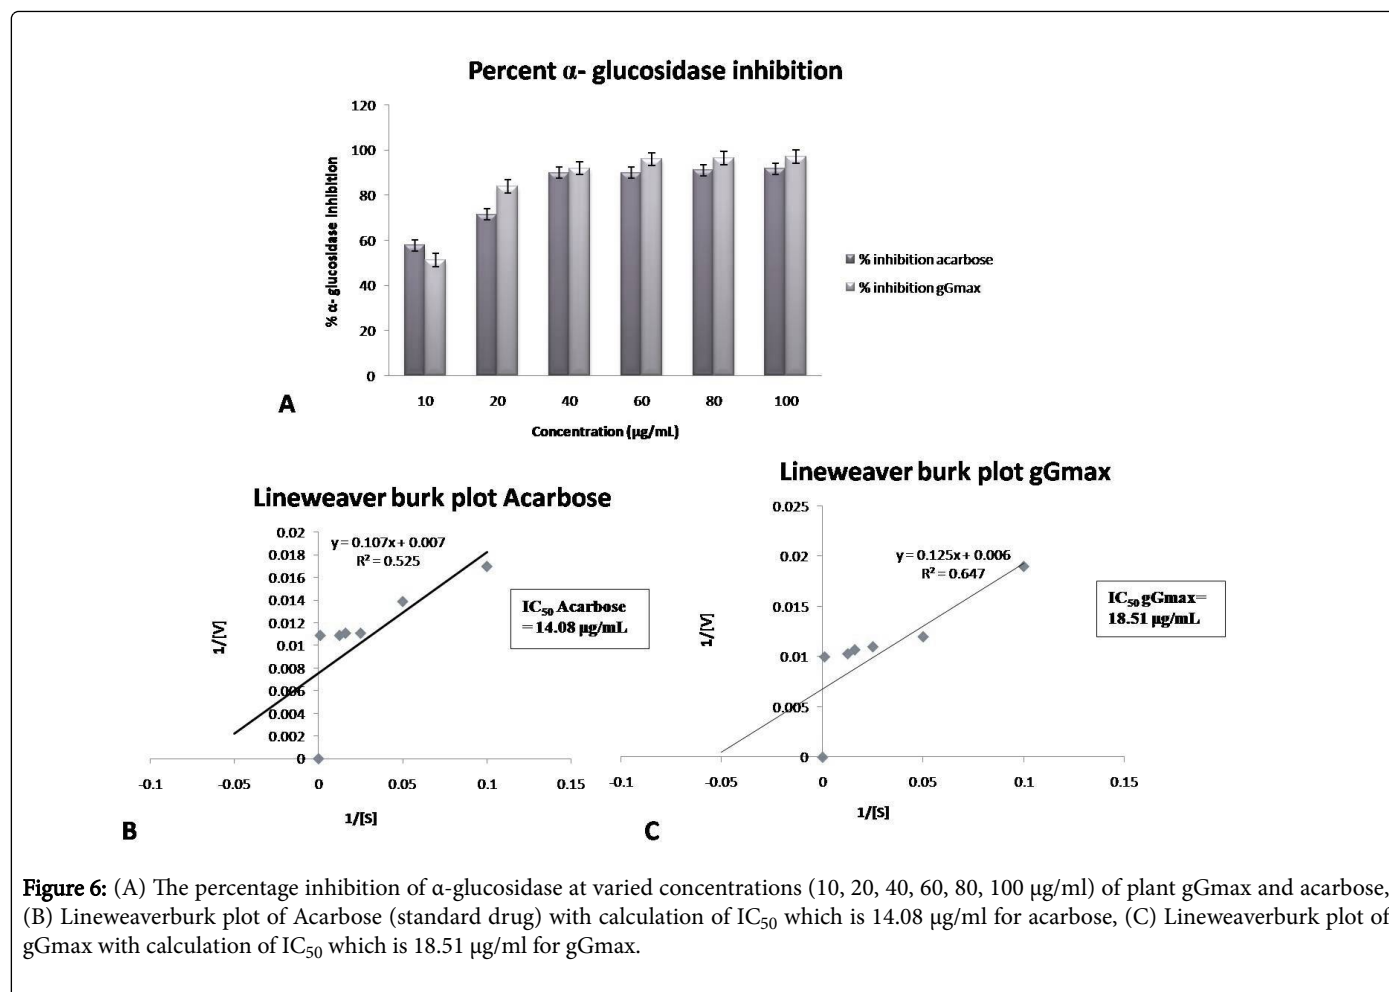 Percent α- glucosidase inhibition
120
100
80
60
40
20
0
% α- glucosidase inhibition
10 20 40 60 80 100
Concentration (µg/mL)
% inhibition acarbose
% inhibition gGmax
A
Lineweaver burk plot Acarbose
0.02
0.018
0.016
0.014
0.012
0.01
0.008
0.006
0.004
0.002
0
y = 0.107x + 0.007
R² = 0.525
IC50 Acarbose
= 14.08 µg/mL
1/[V]
-0.1 -0.05 0 0.05 0.1 0.15
1/[S]
B
Lineweaver burk plot gGmax
0.025
0.02
0.015
0.01
0.005
0
y = 0.125x + 0.006
R² = 0.647
IC50 gGmax=
18.51 µg/mL
1/[V]
-0.1 -0.05 0 0.05 0.1 0.15
1/[S]
C
Figure 6: (A) The percentage inhibition of α-glucosidase at varied concentrations (10, 20, 40, 60, 80, 100 µg/ml) of plant gGmax and acarbose,
(B) Lineweaverburk plot of Acarbose (standard drug) with calculation of IC50 which is 14.08 µg/ml for acarbose, (C) Lineweaverburk plot of
gGmax with calculation of IC50 which is 18.51 µg/ml for gGmax.